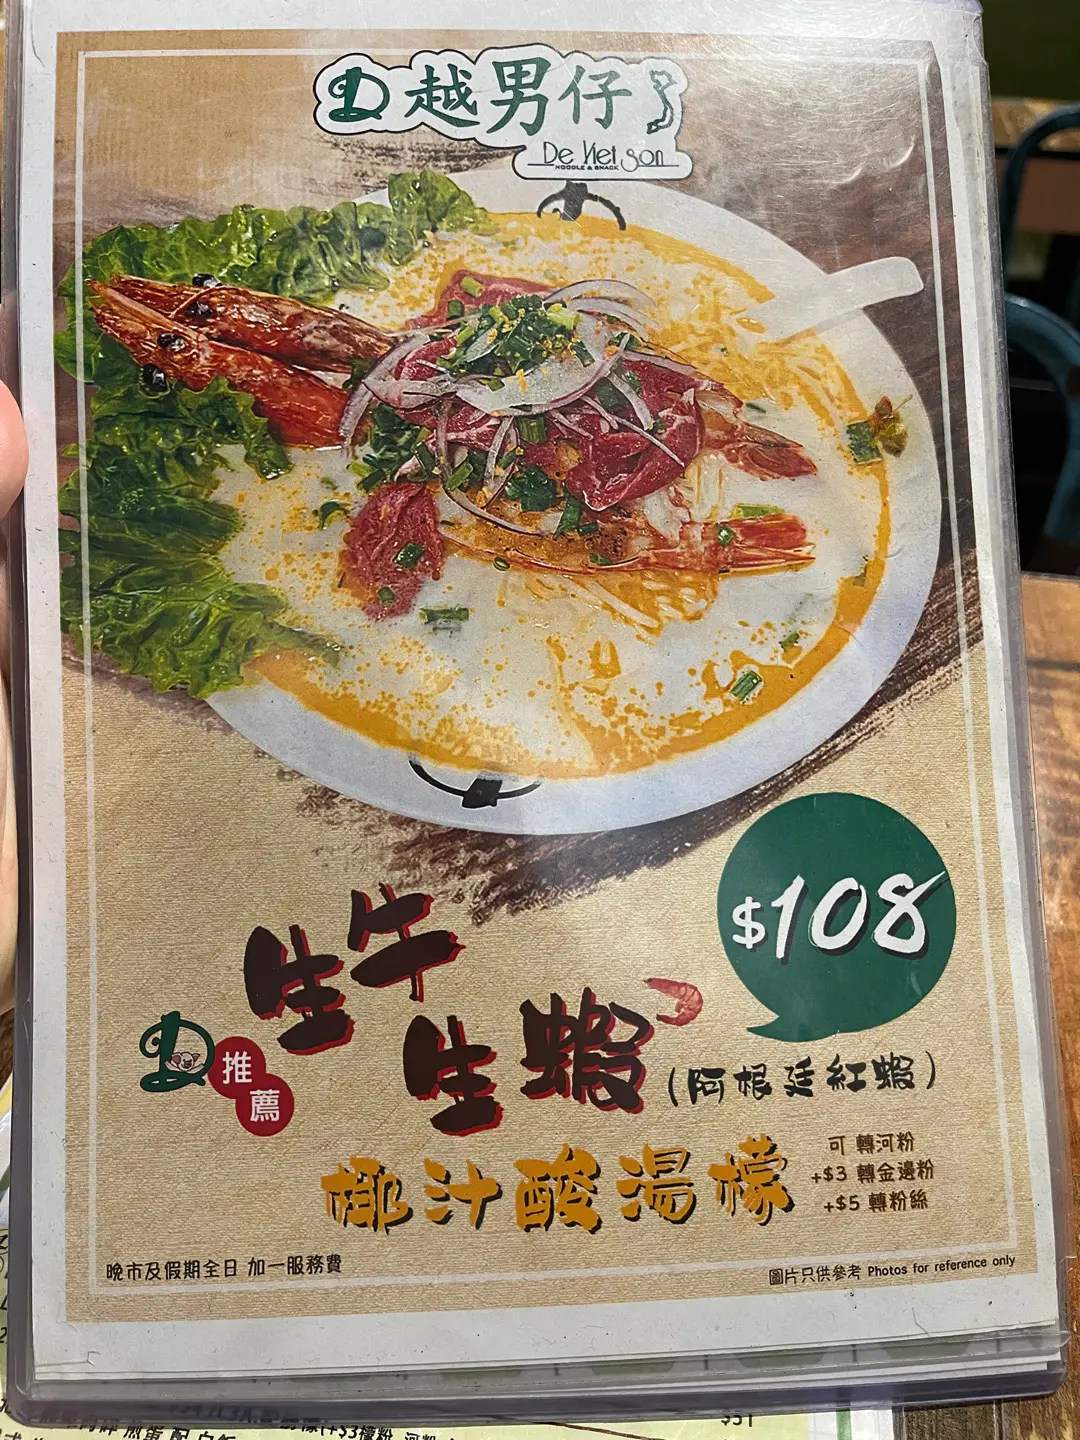 D 越男仔
De Viet Son
NOODLE & SNACK
$108
生牛
生蝦 (阿根廷紅蝦)
推薦
椰汁酸湯檬
可 轉河粉
+$3 轉金邊粉
+$5 轉粉絲
晚市及假期全日 加一服務費
圖片只供參考 Photos for reference only
$51